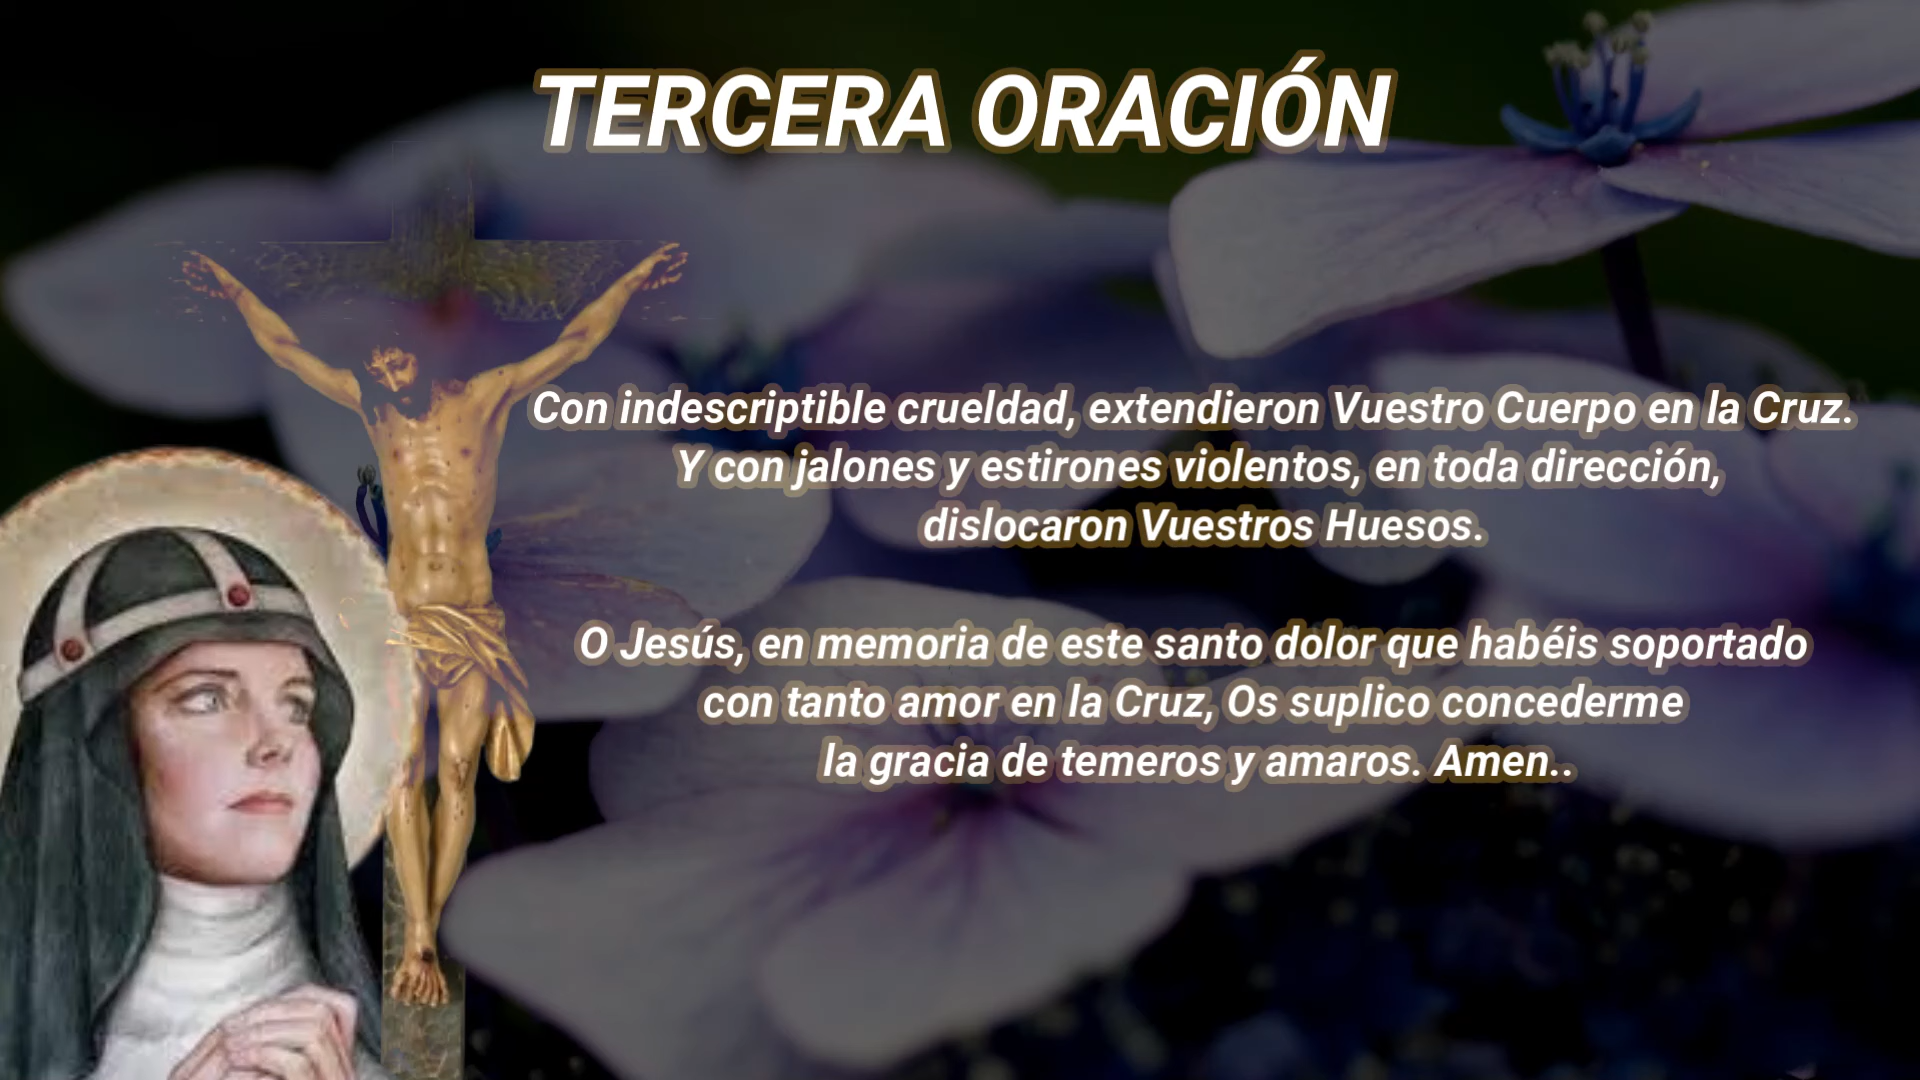 TERCERA ORACIÓN
Con indescriptible crueldad, extendieron Vuestro Cuerpo en la Cruz.
Y con jalones y estirones violentos, en toda dirección,
dislocaron Vuestros Huesos.
O Jesús, en memoria de este santo dolor que habéis soportado
con tanto amor en la Cruz, Os suplico concederme
la gracia de temeros y amaros. Amen..